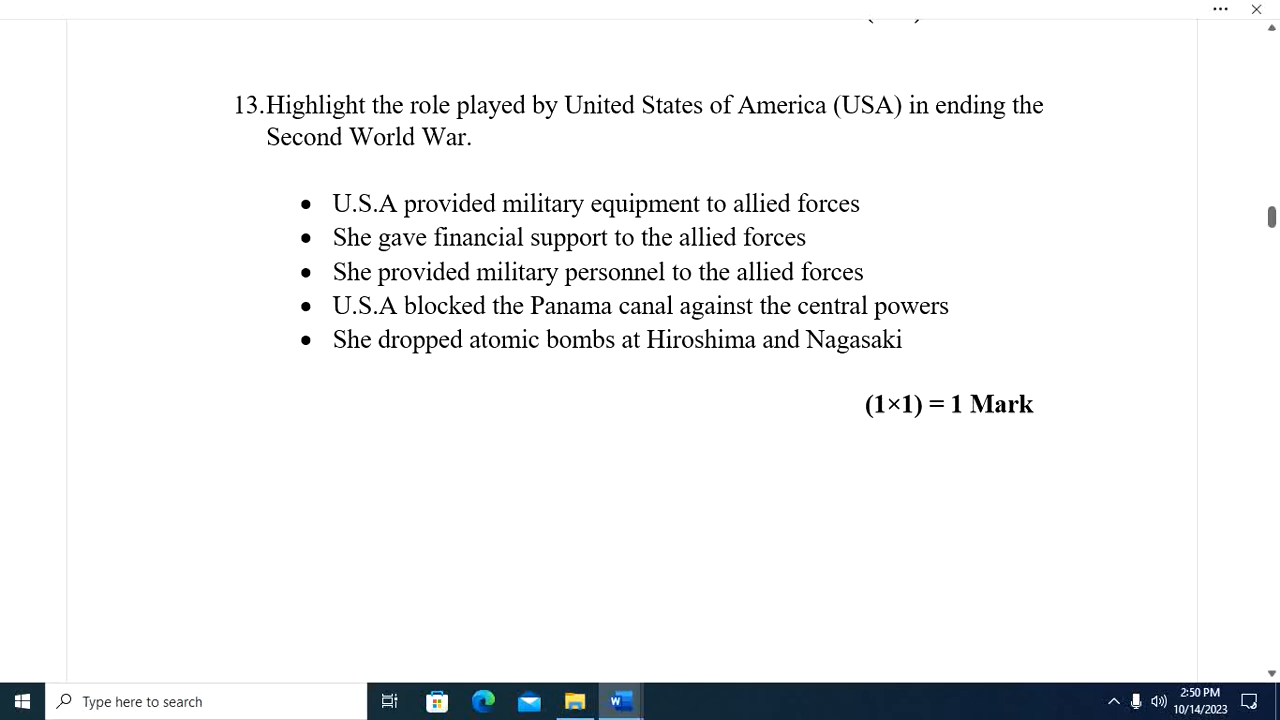 13.Highlight the role played by United States of America (USA) in ending the
Second World War.
• U.S.A provided military equipment to allied forces
• She gave financial support to the allied forces
• She provided military personnel to the allied forces
• U.S.A blocked the Panama canal against the central powers
• She dropped atomic bombs at Hiroshima and Nagasaki
(1×1) = 1 Mark
Type here to search
2:50 PM
10/14/2023